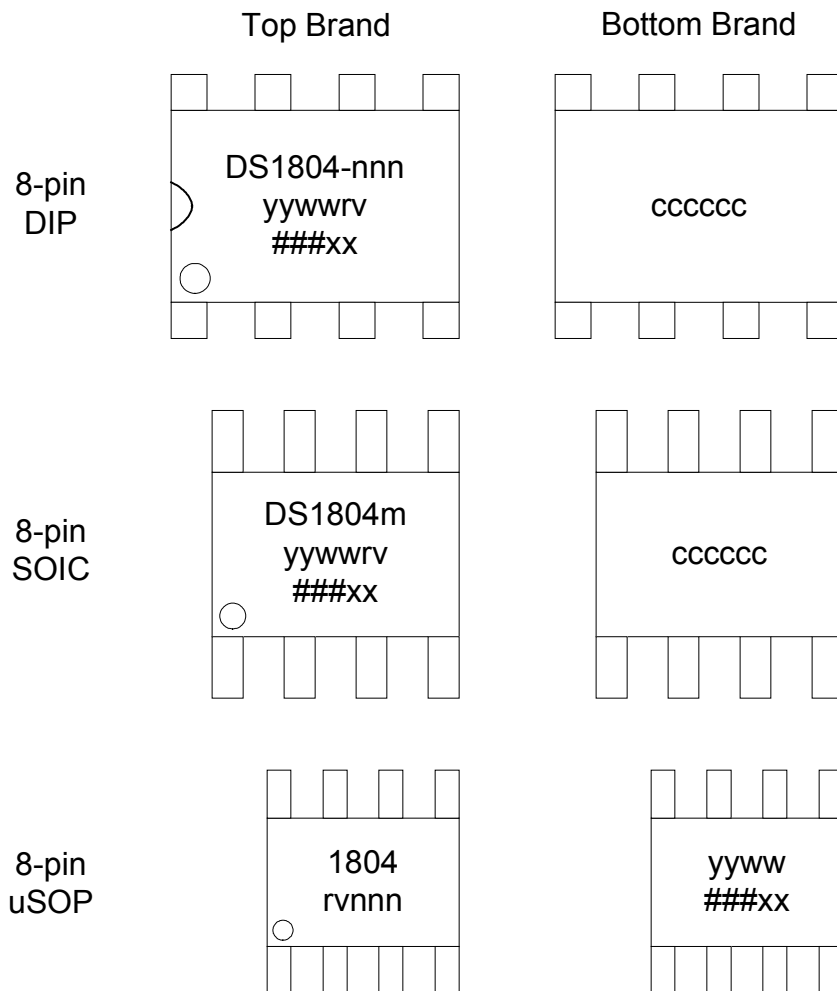 Top Brand
Bottom Brand
8-pin
DIP
DS1804-nnn
yywwrv
###xx
cccccc
8-pin
SOIC
DS1804m
yywwrv
###xx
cccccc
8-pin
uSOP
1804
rvnnn
yyww
###xx